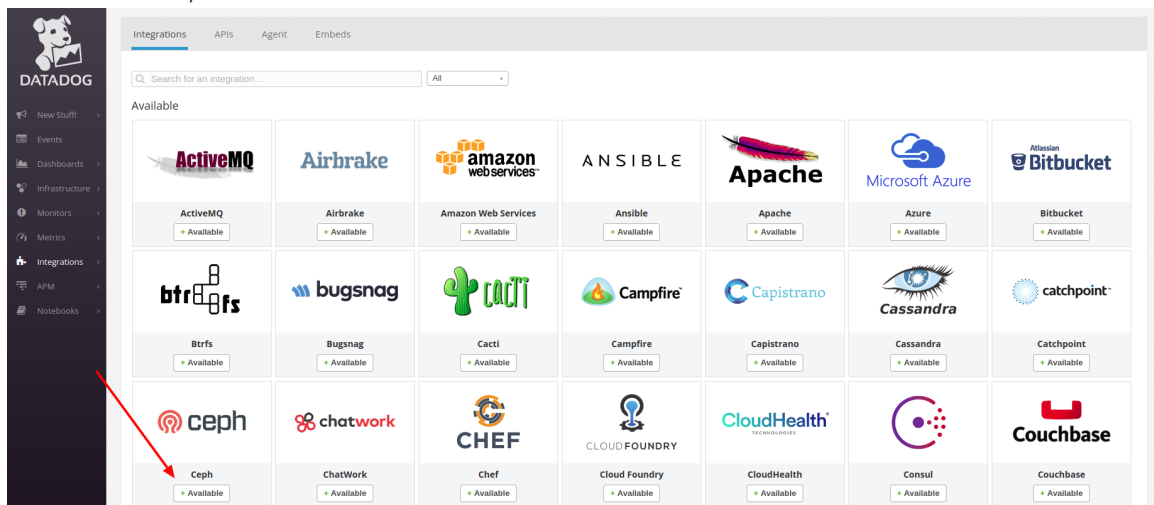 DATADOG
New Stuff!
Events
Dashboards
Infrastructure
Monitors
Metrics
Integrations
APM
Notebooks
Integrations APIs Agent Embeds
Search for an integration... All
Available
ActiveMQ Airbrake amazon webservices™ ANSIBLE Apache Microsoft Azure Atlassian Bitbucket
ActiveMQ Airbrake Amazon Web Services Ansible Apache Azure Bitbucket
+ Available + Available + Available + Available + Available + Available + Available
btrfs bugsnag cacti Campfire™ Capistrano Cassandra catchpoint™
Btrfs Bugsnag Cacti Campfire Capistrano Cassandra Catchpoint
+ Available + Available + Available + Available + Available + Available + Available
ceph chatwork CHEF CLOUD FOUNDRY CloudHealth® TECHNOLOGIES Couchbase
Ceph ChatWork Chef Cloud Foundry CloudHealth Consul Couchbase
+ Available + Available + Available + Available + Available + Available + Available